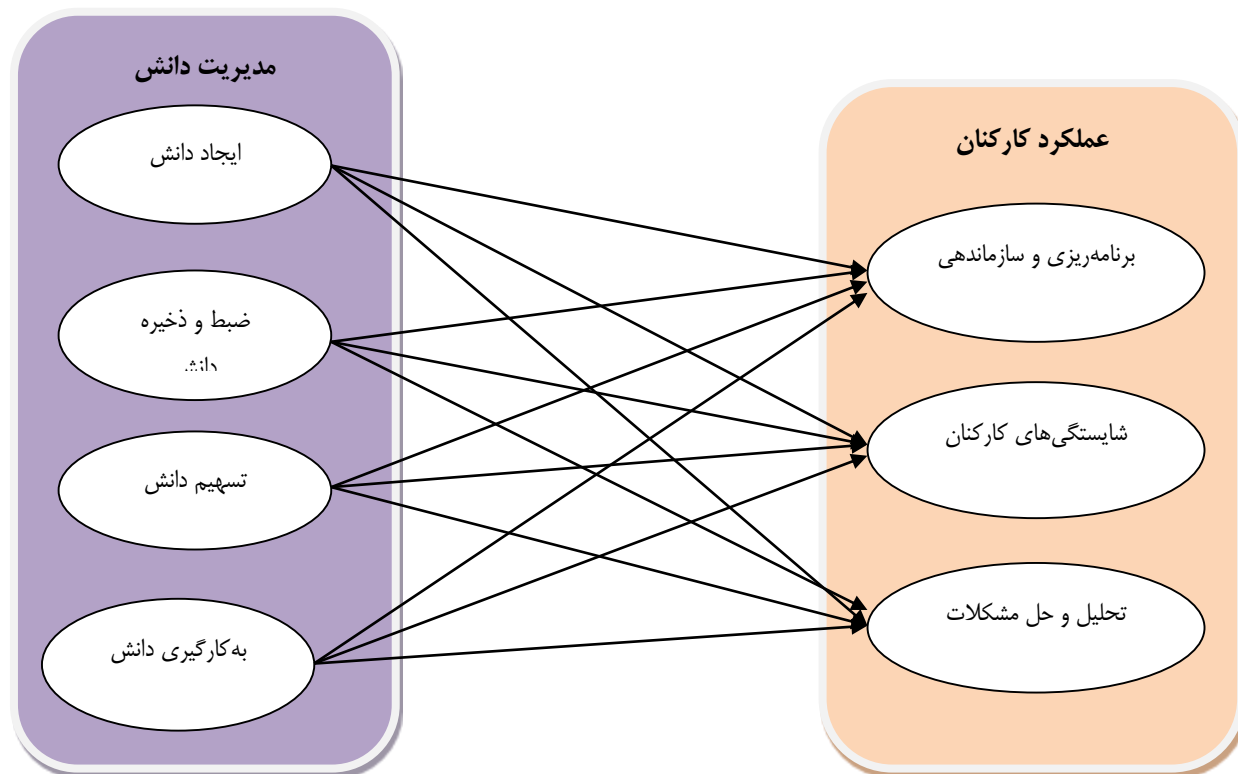 مدیریت دانش
ایجاد دانش
ضبط و ذخیره
دانش
تسهیم دانش
به‌کارگیری دانش
عملکرد کارکنان
برنامه‌ریزی و سازماندهی
شایستگی‌های کارکنان
تحلیل و حل مشکلات